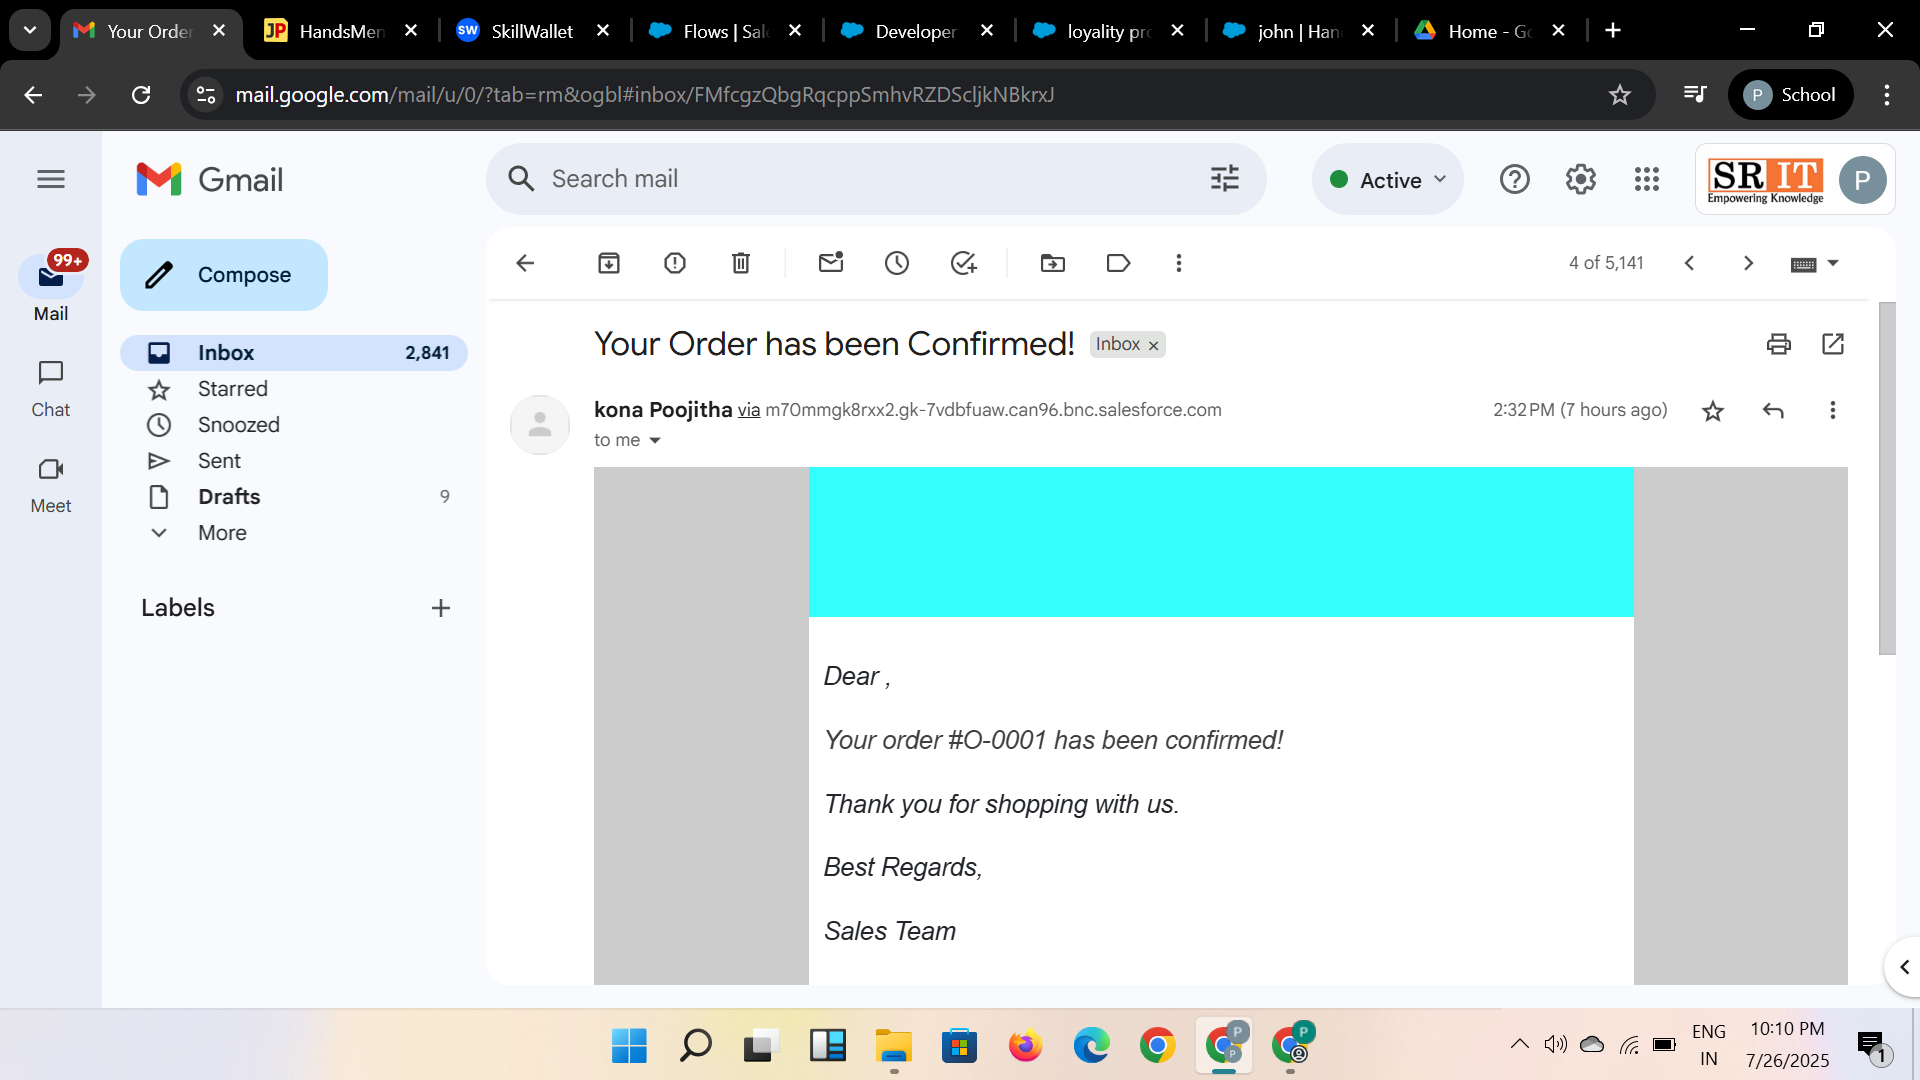 Your Order
HandsMen
SkillWallet
Flows | Sal
Developer
loyality pro
john | Han
Home - Go
mail.google.com/mail/u/0/?tab=rm&ogbl#inbox/FMfcgzQbgRqcppSmhvRZDScljkNBkrxJ
P School
Gmail
Search mail
Active
SR IT
Empowering Knowledge
P
99+
Mail
Chat
Meet
Compose
Inbox 2,841
Starred
Snoozed
Sent
Drafts 9
More
Labels
4 of 5,141
Your Order has been Confirmed! Inbox
kona Poojitha via m70mmgk8rxx2.gk-7vdbfuaw.can96.bnc.salesforce.com
2:32 PM (7 hours ago)
to me
Dear ,
Your order #O-0001 has been confirmed!
Thank you for shopping with us.
Best Regards,
Sales Team
ENG
IN
10:10 PM
7/26/2025
1